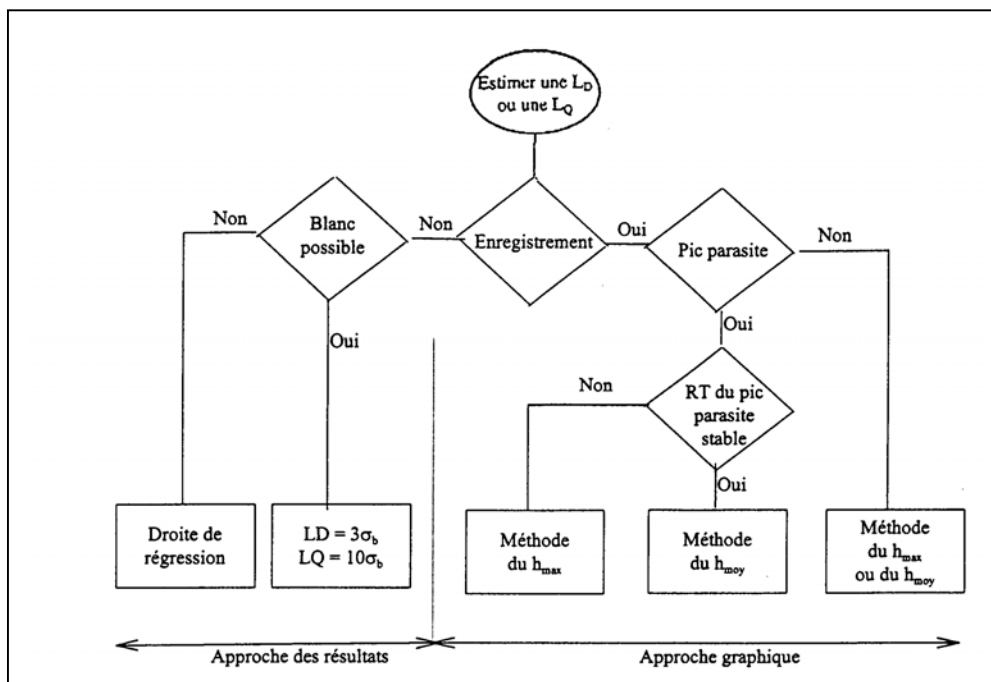 Estimer une L_D
ou une L_Q
Non
Blanc
possible
Non
Enregistrement
Oui
Pic parasite
Non
Oui
Oui
Non
RT du pic
parasite
stable
Oui
Droite de
régression
LD = 3σ_b
LQ = 10σ_b
Méthode
du h_max
Méthode
du h_moy
Méthode
du h_max
ou du h_moy
Approche des résultats
Approche graphique